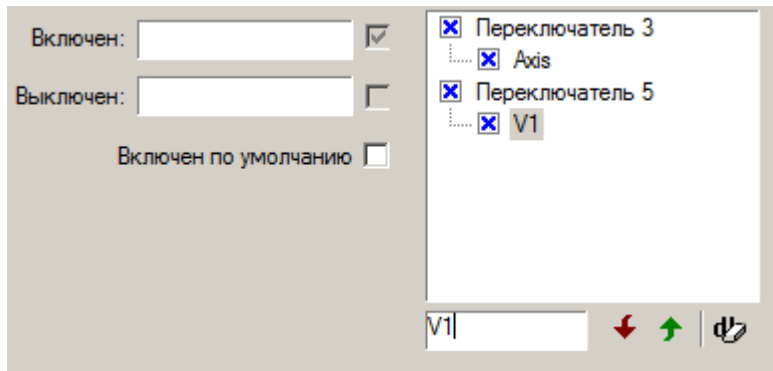 Включен:
Выключен:
Включен по умолчанию
Переключатель 3
Axis
Переключатель 5
V1
V1